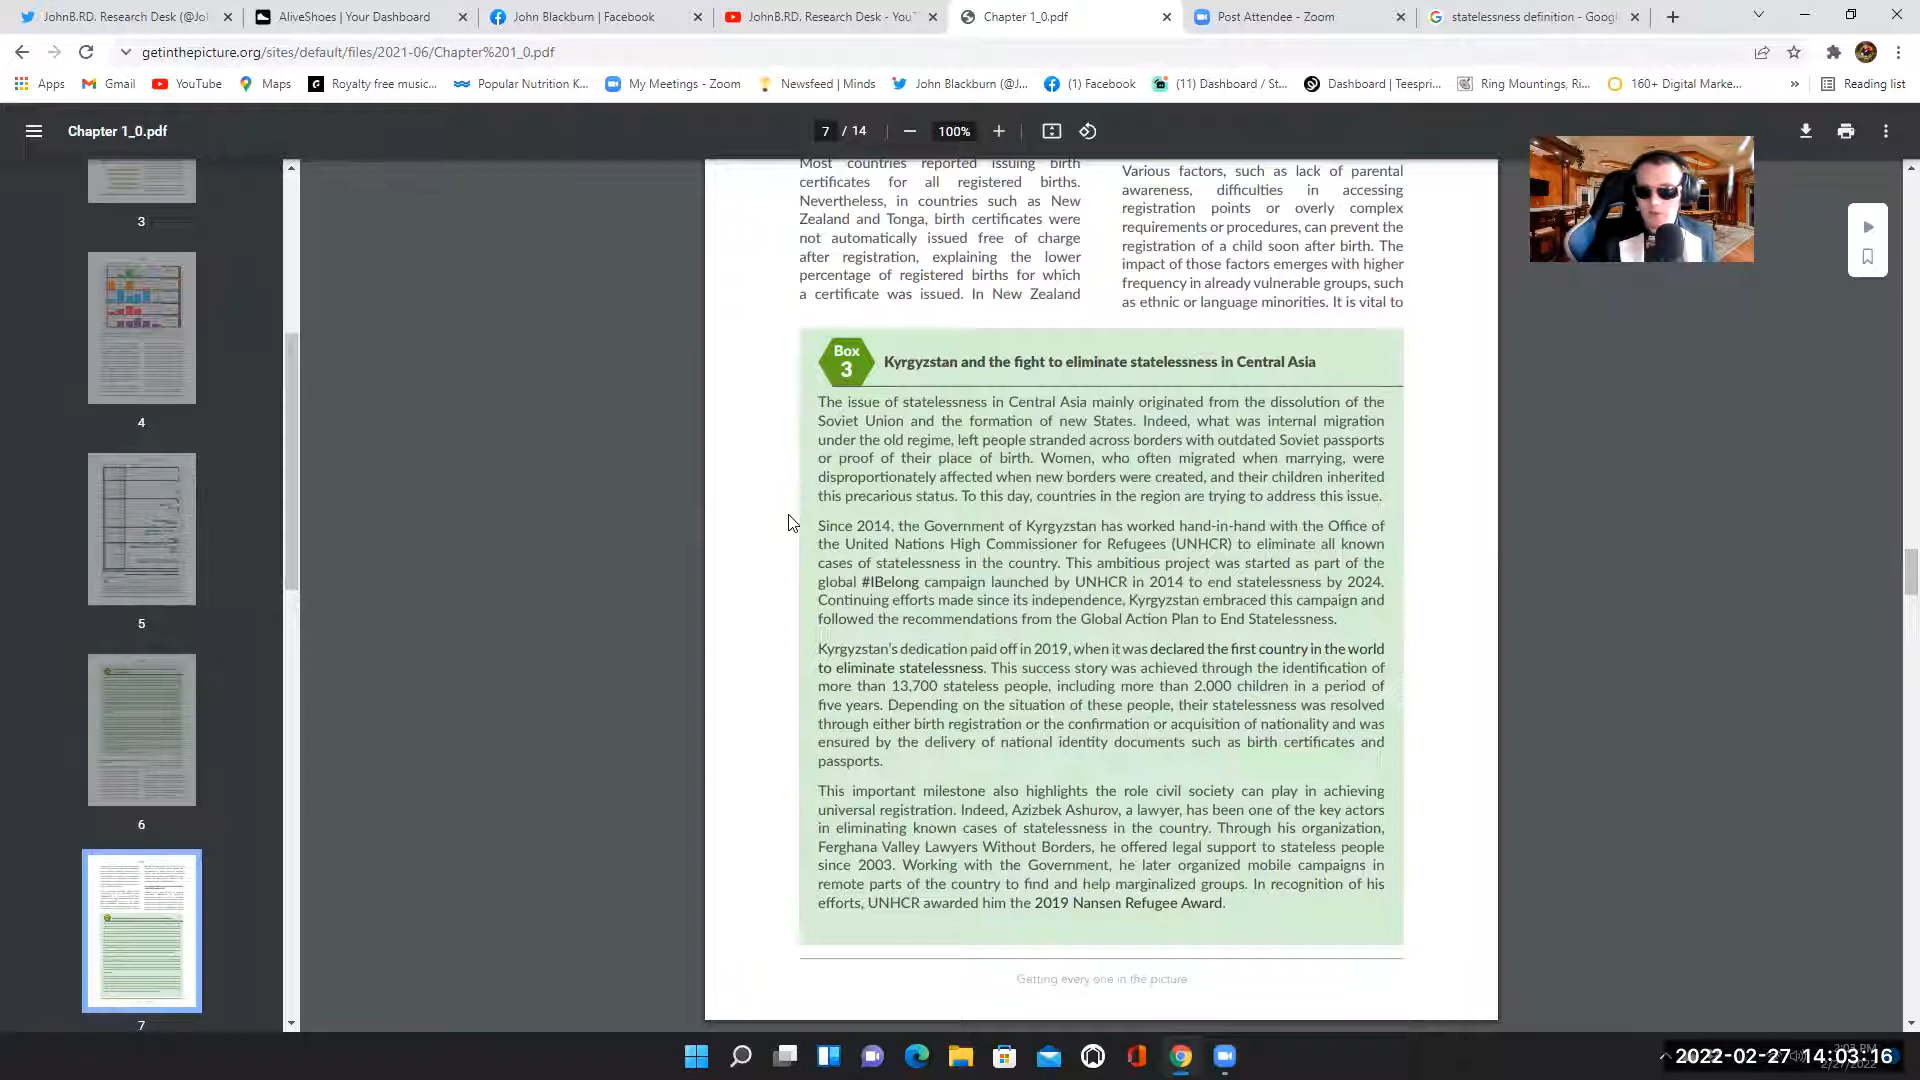 JohnB.RD. Research Desk (@Jo
AliveShoes | Your Dashboard
John Blackburn | Facebook
JohnB.RD. Research Desk - You
Chapter 1_0.pdf
Post Attendee - Zoom
statelessness definition - Goog
getinthepicture.org/sites/default/files/2021-06/Chapter%201_0.pdf
Apps
Gmail
YouTube
Maps
Royalty free music...
Popular Nutrition K...
My Meetings - Zoom
Newsfeed | Minds
John Blackburn (@J...
(1) Facebook
(11) Dashboard / St...
Dashboard | Teespri...
Ring Mountings, Ri...
160+ Digital Marke...
»
Reading list
Chapter 1_0.pdf
7 / 14
100%
3
4
5
6
7
Most countries reported issuing birth
certificates for all registered births.
Nevertheless, in countries such as New
Zealand and Tonga, birth certificates were
not automatically issued free of charge
after registration, explaining the lower
percentage of registered births for which
a certificate was issued. In New Zealand
Various factors, such as lack of parental
awareness, difficulties in accessing
registration points or overly complex
requirements or procedures, can prevent the
registration of a child soon after birth. The
impact of those factors emerges with higher
frequency in already vulnerable groups, such
as ethnic or language minorities. It is vital to
Box
3
Kyrgyzstan and the fight to eliminate statelessness in Central Asia
The issue of statelessness in Central Asia mainly originated from the dissolution of the
Soviet Union and the formation of new States. Indeed, what was internal migration
under the old regime, left people stranded across borders with outdated Soviet passports
or proof of their place of birth. Women, who often migrated when marrying, were
disproportionately affected when new borders were created, and their children inherited
this precarious status. To this day, countries in the region are trying to address this issue.
Since 2014, the Government of Kyrgyzstan has worked hand-in-hand with the Office of
the United Nations High Commissioner for Refugees (UNHCR) to eliminate all known
cases of statelessness in the country. This ambitious project was started as part of the
global #IBelong campaign launched by UNHCR in 2014 to end statelessness by 2024.
Continuing efforts made since its independence, Kyrgyzstan embraced this campaign and
followed the recommendations from the Global Action Plan to End Statelessness.
Kyrgyzstan's dedication paid off in 2019, when it was declared the first country in the world
to eliminate statelessness. This success story was achieved through the identification of
more than 13,700 stateless people, including more than 2,000 children in a period of
five years. Depending on the situation of these people, their statelessness was resolved
through either birth registration or the confirmation or acquisition of nationality and was
ensured by the delivery of national identity documents such as birth certificates and
passports.
This important milestone also highlights the role civil society can play in achieving
universal registration. Indeed, Azizbek Ashurov, a lawyer, has been one of the key actors
in eliminating known cases of statelessness in the country. Through his organization,
Ferghana Valley Lawyers Without Borders, he offered legal support to stateless people
since 2003. Working with the Government, he later organized mobile campaigns in
remote parts of the country to find and help marginalized groups. In recognition of his
efforts, UNHCR awarded him the 2019 Nansen Refugee Award.
Getting every one in the picture
2:03 PM
2022-02-27 14:03:16
2/27/2022